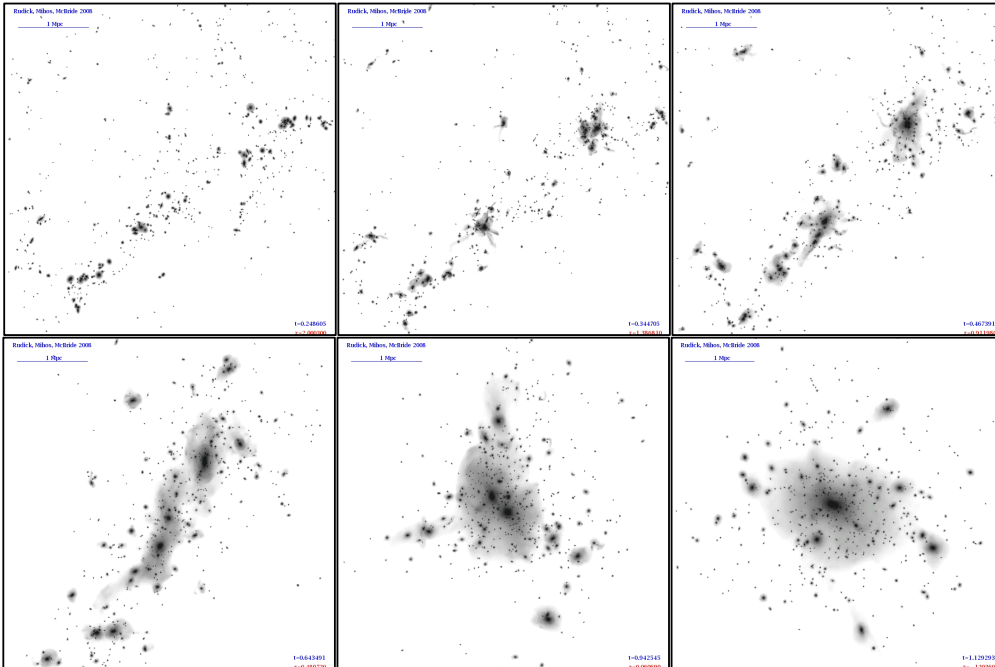 Rudick, Mihos, McBride 2008
1 Mpc
t=0.248605
Rudick, Mihos, McBride 2008
1 Mpc
t=0.344705
Rudick, Mihos, McBride 2008
1 Mpc
t=0.467391
Rudick, Mihos, McBride 2008
1 Mpc
t=0.643491
Rudick, Mihos, McBride 2008
1 Mpc
t=0.942545
Rudick, Mihos, McBride 2008
1 Mpc
t=1.129293